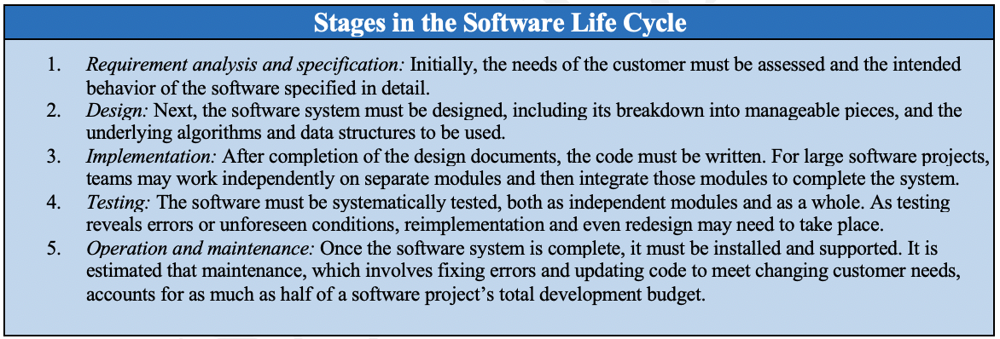 Stages in the Software Life Cycle
1. Requirement analysis and specification: Initially, the needs of the customer must be assessed and the intended
behavior of the software specified in detail.
2. Design: Next, the software system must be designed, including its breakdown into manageable pieces, and the
underlying algorithms and data structures to be used.
3. Implementation: After completion of the design documents, the code must be written. For large software projects,
teams may work independently on separate modules and then integrate those modules to complete the system.
4. Testing: The software must be systematically tested, both as independent modules and as a whole. As testing
reveals errors or unforeseen conditions, reimplementation and even redesign may need to take place.
5. Operation and maintenance: Once the software system is complete, it must be installed and supported. It is
estimated that maintenance, which involves fixing errors and updating code to meet changing customer needs,
accounts for as much as half of a software project’s total development budget.